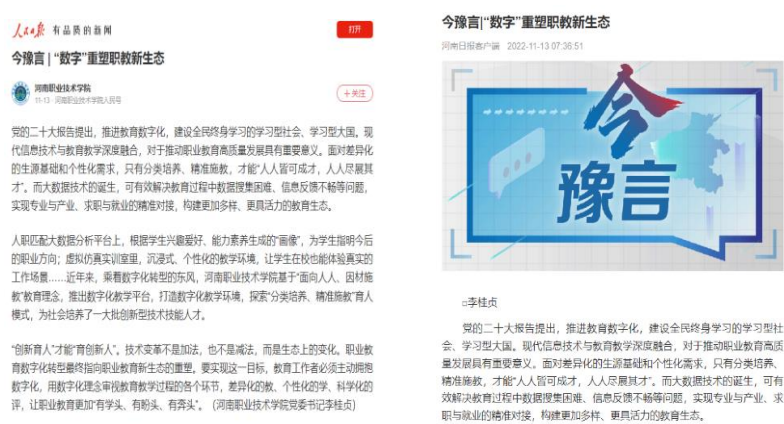 人民日报 有品质的新闻
打开
今豫言 | “数字”重塑职教新生态
河南职业技术学院
11-13 · 河南职业技术学院人民号
+关注
党的二十大报告提出，推进教育数字化，建设全民终身学习的学习型社会、学习型大国。现
代信息技术与教育教学深度融合，对于推动职业教育高质量发展具有重要意义。面对差异化
的生源基础和个性化需求，只有分类培养、精准施教，才能“人人皆可成才，人人尽展其
才”。而大数据技术的诞生，可有效解决教育过程中数据搜集困难、信息反馈不畅等问题，
实现专业与产业、求职与就业的精准对接，构建更加多样、更具活力的教育生态。
人职匹配大数据分析平台上，根据学生兴趣爱好、能力素养生成的“画像”，为学生指明今后
的职业方向；虚拟仿真实训室里，沉浸式、个性化的教学环境，让学生在校也能体验真实的
工作场景……近年来，乘着数字化转型的东风，河南职业技术学院基于“面向人人、因材施
教”教育理念，推出数字化教学平台，打造数字化教学环境，探索“分类培养、精准施教”育人
模式，为社会培养了一大批创新型技术技能人才。
“创新育人”才能“育创新人”。技术变革不是加法，也不是减法，而是生态上的变化。职业教
育数字化转型最终指向职业教育新生态的重塑。要实现这一目标，教育工作者必须主动拥抱
数字化，用数字化理念审视教育教学过程的各个环节，差异化的教、个性化的学、科学化的
评，让职业教育更加“有学头、有盼头、有奔头”。（河南职业技术学院党委书记李桂贞）
今豫言|“数字”重塑职教新生态
河南日报客户端 2022-11-13 07:36:51
今
豫言
□李桂贞
党的二十大报告提出，推进教育数字化，建设全民终身学习的学习型社
会、学习型大国。现代信息技术与教育教学深度融合，对于推动职业教育高质
量发展具有重要意义。面对差异化的生源基础和个性化需求，只有分类培养、
精准施教，才能“人人皆可成才，人人尽展其才”。而大数据技术的诞生，可有
效解决教育过程中数据搜集困难、信息反馈不畅等问题，实现专业与产业、求
职与就业的精准对接，构建更加多样、更具活力的教育生态。